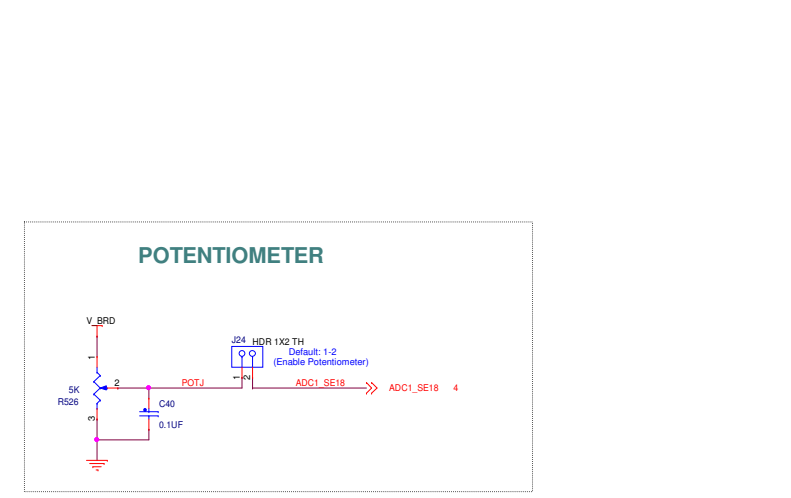 POTENTIOMETER
V_BRD
1
5K
R526
2
3
POTJ
C40
0.1UF
J24 HDR 1X2 TH
Default: 1-2
(Enable Potentiometer)
1
2
ADC1_SE18
ADC1_SE18 4